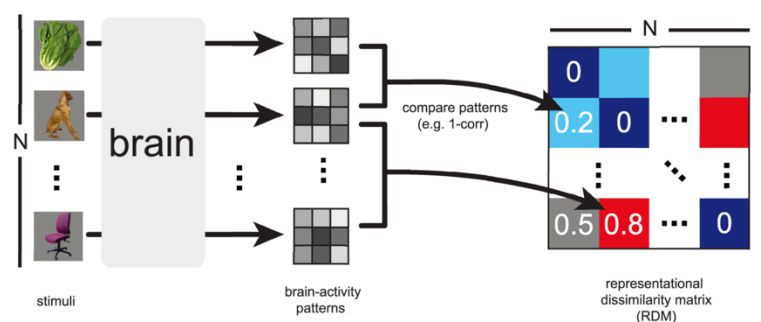 N
N
brain
compare patterns
(e.g. 1-corr)
0
0.2 0 ...
0.5 0.8 ... 0
stimuli
brain-activity
patterns
representational
dissimilarity matrix
(RDM)